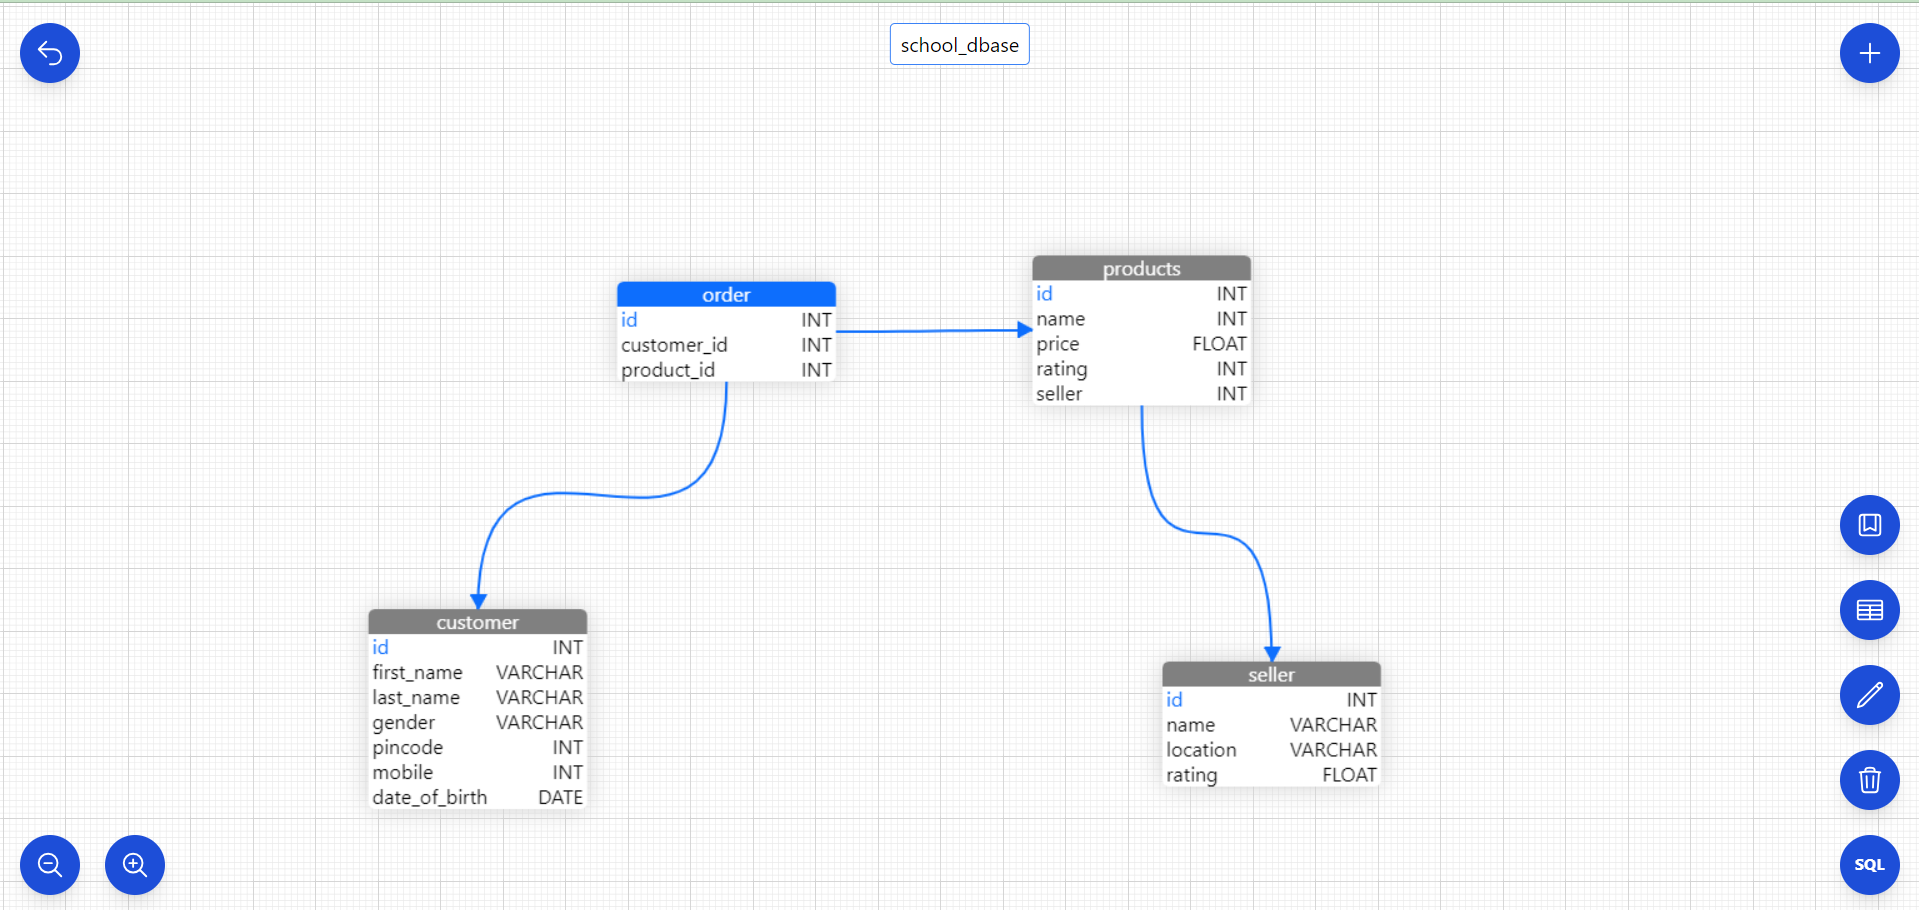 school_dbase
order
id INT
customer_id INT
product_id INT
products
id INT
name INT
price FLOAT
rating INT
seller INT
customer
id INT
first_name VARCHAR
last_name VARCHAR
gender VARCHAR
pincode INT
mobile INT
date_of_birth DATE
seller
id INT
name VARCHAR
location VARCHAR
rating FLOAT
SQL